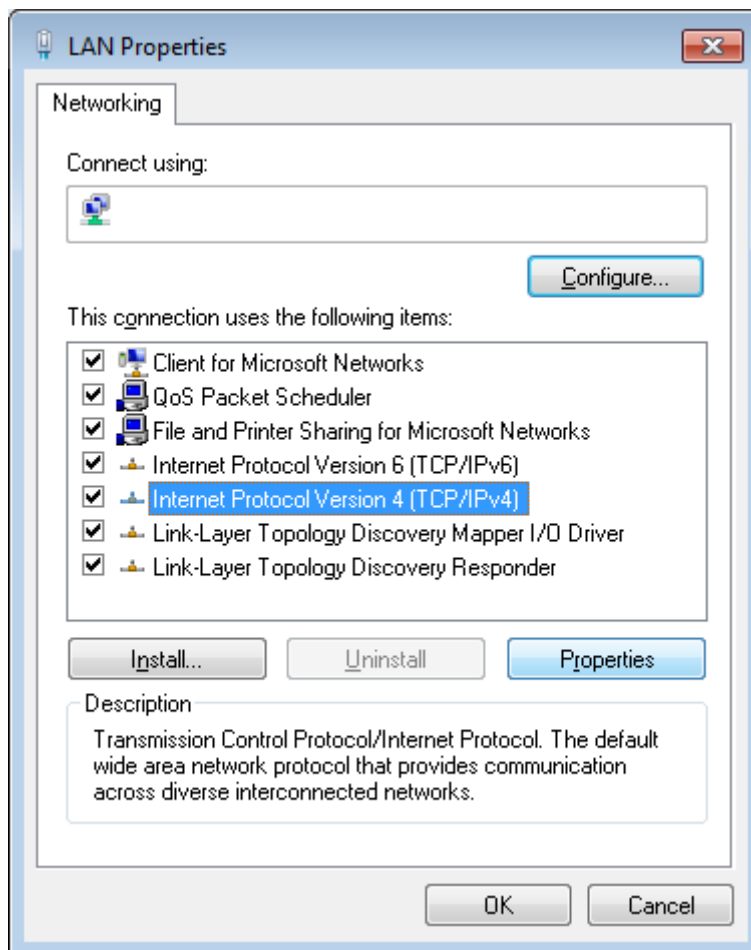 LAN Properties
Networking
Connect using:
Configure...
This connection uses the following items:
Client for Microsoft Networks
QoS Packet Scheduler
File and Printer Sharing for Microsoft Networks
Internet Protocol Version 6 (TCP/IPv6)
Internet Protocol Version 4 (TCP/IPv4)
Link-Layer Topology Discovery Mapper I/O Driver
Link-Layer Topology Discovery Responder
Install... Uninstall Properties
Description
Transmission Control Protocol/Internet Protocol. The default
wide area network protocol that provides communication
across diverse interconnected networks.
OK Cancel